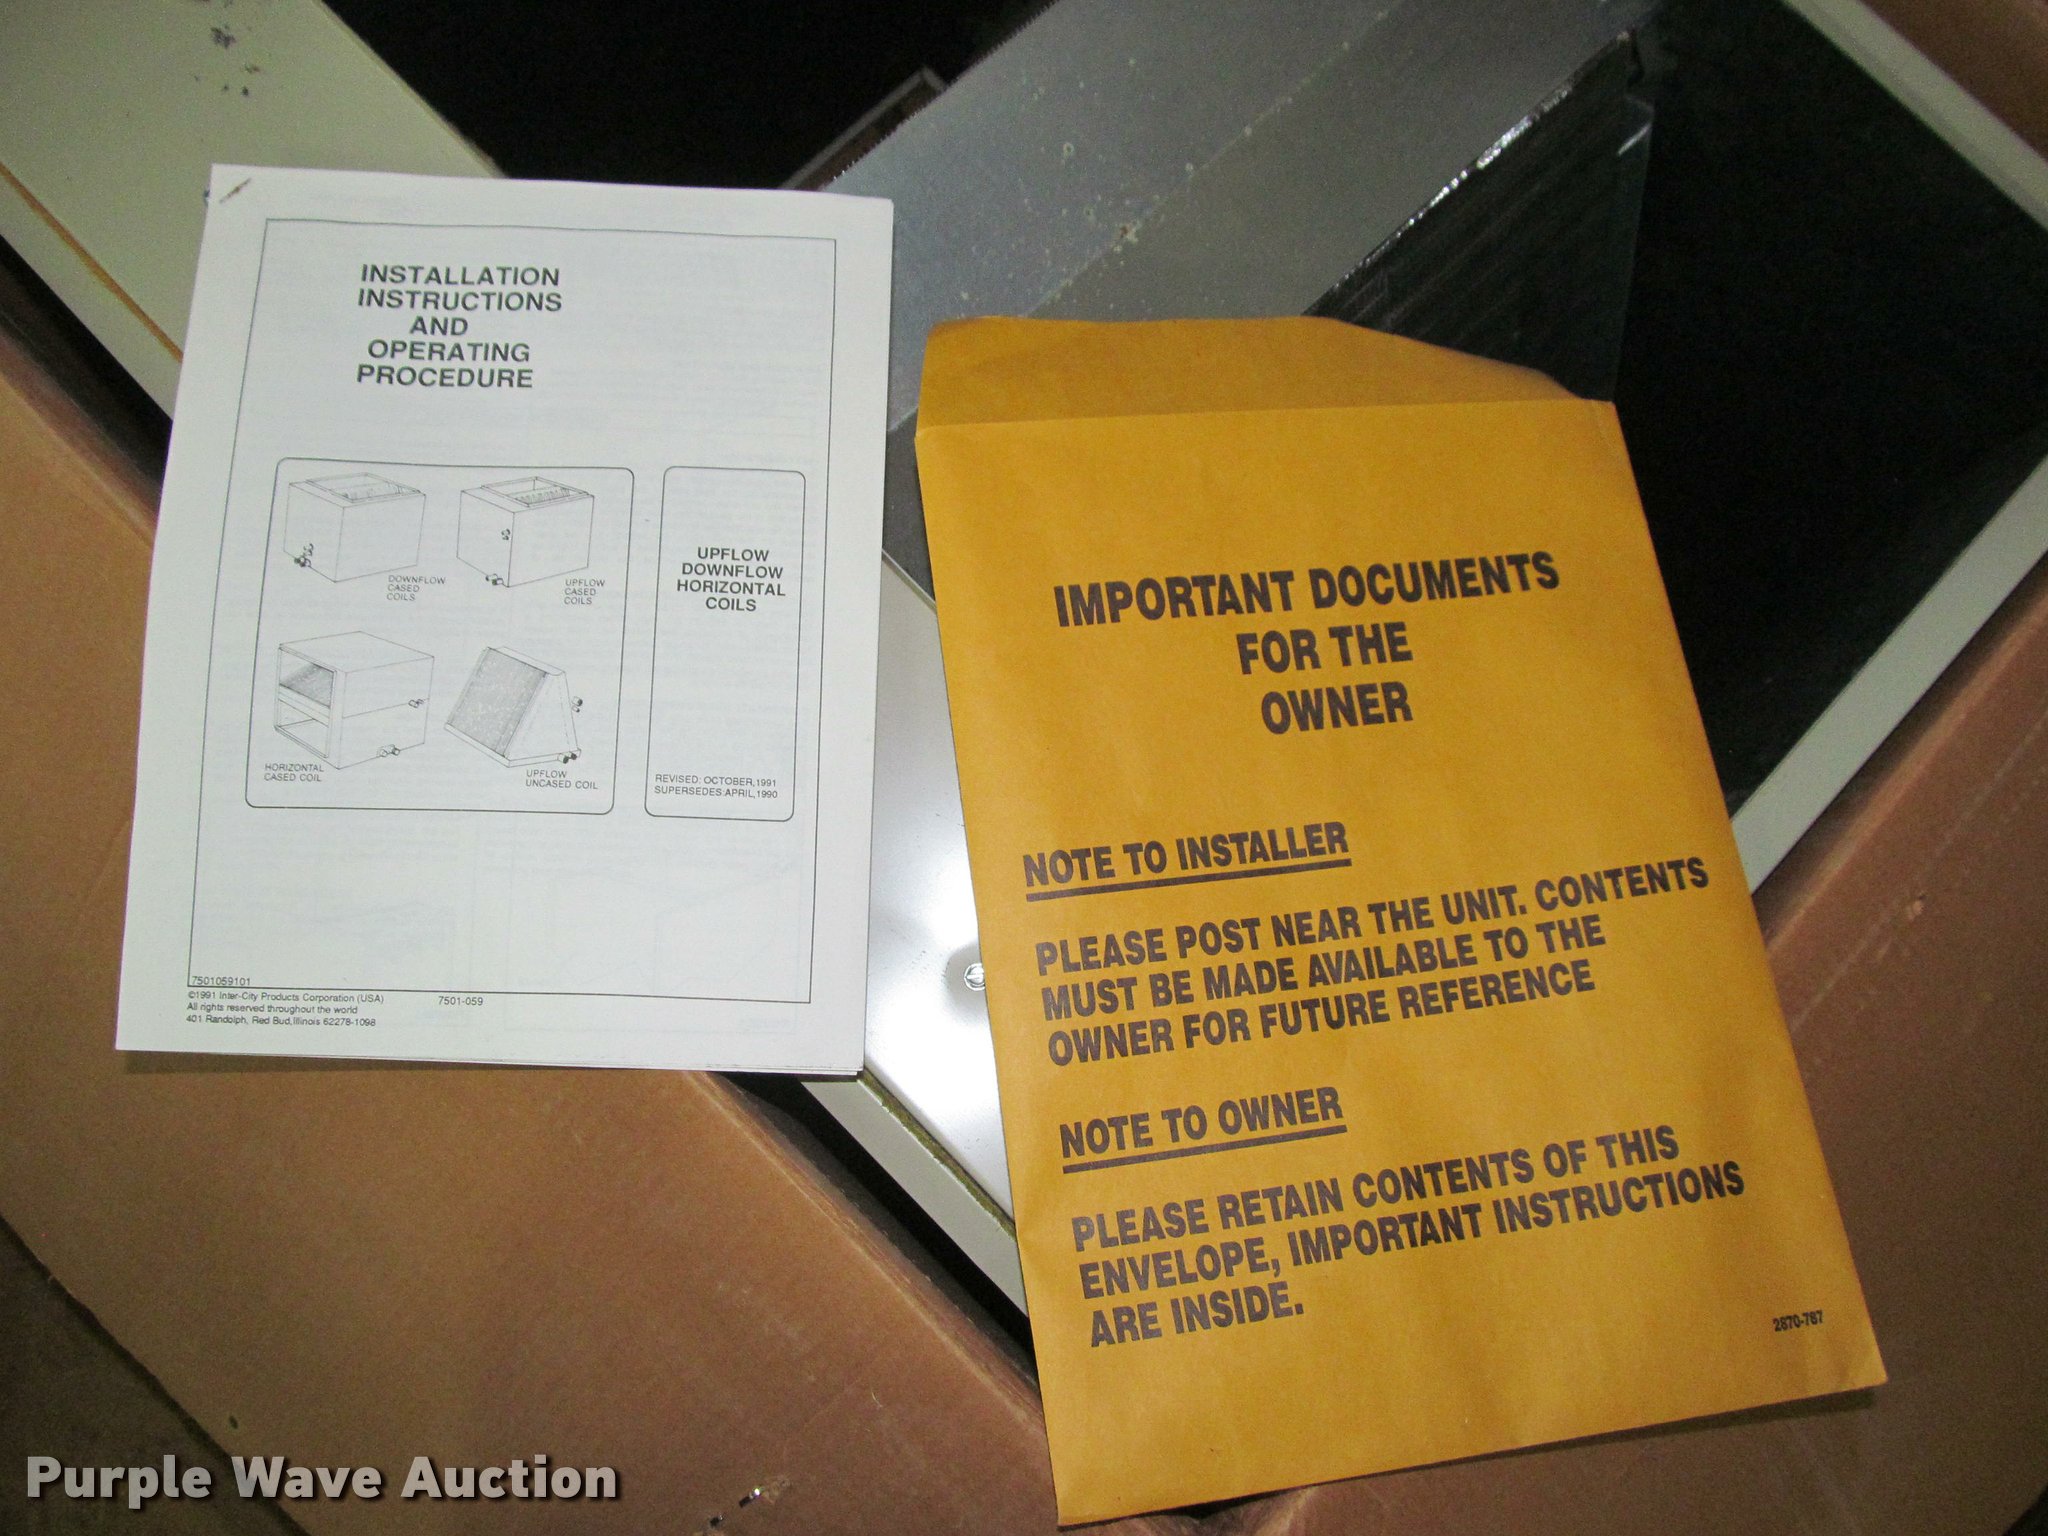 INSTALLATION
INSTRUCTIONS
AND
OPERATING
PROCEDURE
DOWNFLOW
CASED
COILS
UPFLOW
CASED
COILS
HORIZONTAL
CASED COIL
UPFLOW
UNCASED COIL
UPFLOW
DOWNFLOW
HORIZONTAL
COILS
REVISED: OCTOBER,1991
SUPERSEDES:APRIL,1990
7501059101
©1991 Inter-City Products Corporation (USA)
7501-059
All rights reserved throughout the world
401 Randolph, Red Bud,Illinois 62278-1098
IMPORTANT DOCUMENTS
FOR THE
OWNER
NOTE TO INSTALLER
PLEASE POST NEAR THE UNIT. CONTENTS
MUST BE MADE AVAILABLE TO THE
OWNER FOR FUTURE REFERENCE
NOTE TO OWNER
PLEASE RETAIN CONTENTS OF THIS
ENVELOPE, IMPORTANT INSTRUCTIONS
ARE INSIDE.
2870-787
Purple Wave Auction